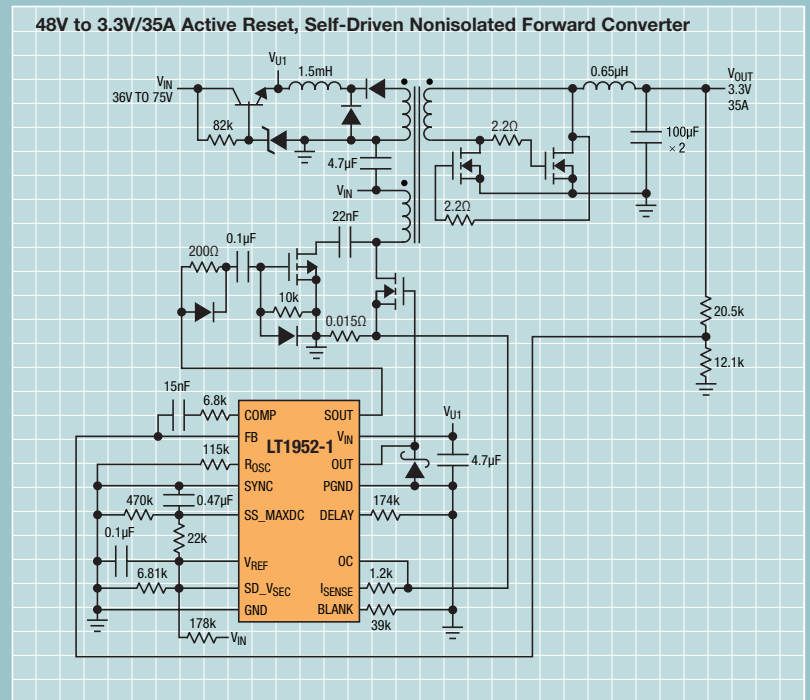 48V to 3.3V/35A Active Reset, Self-Driven Nonisolated Forward Converter
VU1
1.5mH
0.65µH
VIN
36V TO 75V
VOUT
3.3V
35A
82k
2.2Ω
100µF
× 2
4.7µF
VIN
2.2Ω
22nF
0.1µF
200Ω
10k
0.015Ω
20.5k
12.1k
15nF
6.8k
COMP
SOUT
VU1
FB
VIN
LT1952-1
115k
ROSC
OUT
4.7µF
SYNC
PGND
470k
0.47µF
174k
SS_MAXDC
DELAY
0.1µF
22k
VREF
OC
6.81k
1.2k
SD_VSEC
ISENSE
GND
BLANK
39k
178k
VIN